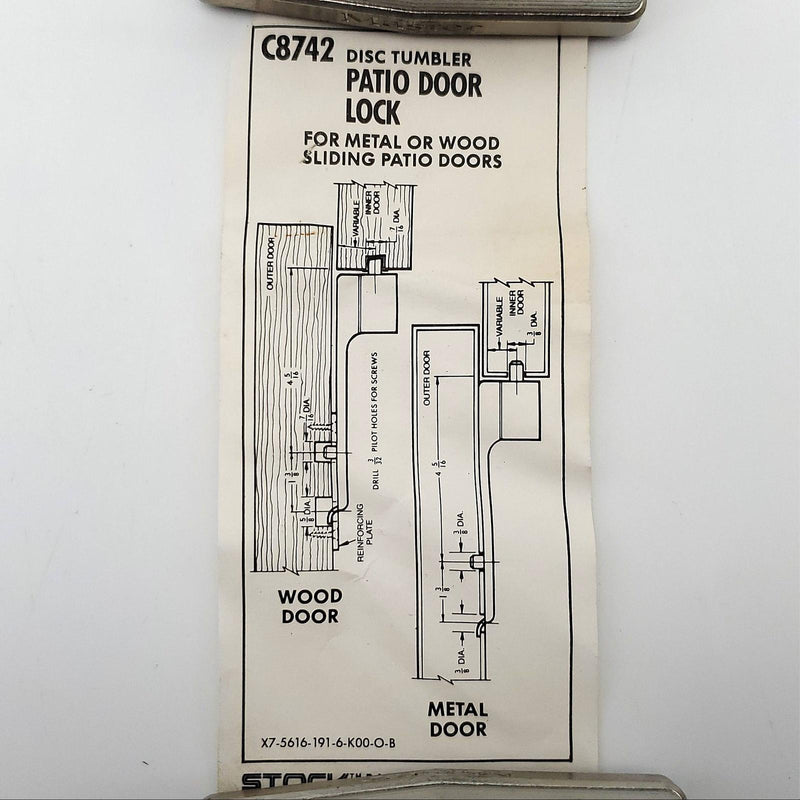 C8742 DISC TUMBLER
PATIO DOOR
LOCK
FOR METAL OR WOOD
SLIDING PATIO DOORS
OUTER DOOR
VARIABLE
INNER DOOR
7/16 DIA.
4 5/16
7/16 DIA.
1 3/8
5/8 DIA.
DRILL 3/32 PILOT HOLES FOR SCREWS
REINFORCING
PLATE
WOOD
DOOR
OUTER DOOR
VARIABLE
INNER
DOOR
3/8 DIA.
4 5/16
3/8 DIA.
1 3/8
3/8 DIA.
METAL
DOOR
X7-5616-191-6-K00-O-B